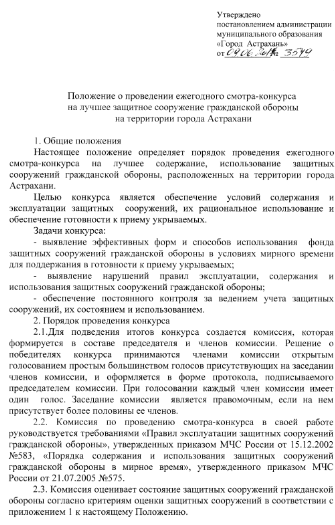 Утверждено
постановлением администрации
муниципального образования
«Город Астрахань»
от № 3544
Положение о проведении ежегодного смотра-конкурса
на лучшее защитное сооружение гражданской обороны
на территории города Астрахани
1. Общие положения
Настоящее положение определяет порядок проведения ежегодного
смотра-конкурса на лучшее содержание, использование защитных
сооружений гражданской обороны, расположенных на территории города
Астрахани.
Целью конкурса является обеспечение условий содержания и
эксплуатации защитных сооружений, их рациональное использование и
обеспечение готовности к приему укрываемых.
Задачи конкурса:
- выявление эффективных форм и способов использования фонда
защитных сооружений гражданской обороны в условиях мирного времени
для поддержания в готовности к приему укрываемых;
- выявление нарушений правил эксплуатации, содержания и
использования защитных сооружений гражданской обороны;
- обеспечение постоянного контроля за ведением учета защитных
сооружений, их состоянием и использованием.
2. Порядок проведения конкурса
2.1.Для подведения итогов конкурса создается комиссия, которая
формируется в составе председателя и членов комиссии. Решение о
победителях конкурса принимаются членами комиссии открытым
голосованием простым большинством голосов присутствующих на заседании
членов комиссии, и оформляется в форме протокола, подписываемого
председателем комиссии. При голосовании каждый член комиссии имеет
один голос. Заседание комиссии является правомочным, если на нем
присутствует более половины ее членов.
2.2. Комиссия по проведению смотра-конкурса в своей работе
руководствуется требованиями «Правил эксплуатации защитных сооружений
гражданской обороны», утвержденных приказом МЧС России от 15.12.2002
№583, «Порядка содержания и использования защитных сооружений
гражданской обороны в мирное время», утвержденного приказом МЧС
России от 21.07.2005 №575.
2.3. Комиссия оценивает состояние защитных сооружений гражданской
обороны согласно критериям оценки защитных сооружений в соответствии с
приложением 1 к настоящему Положению.